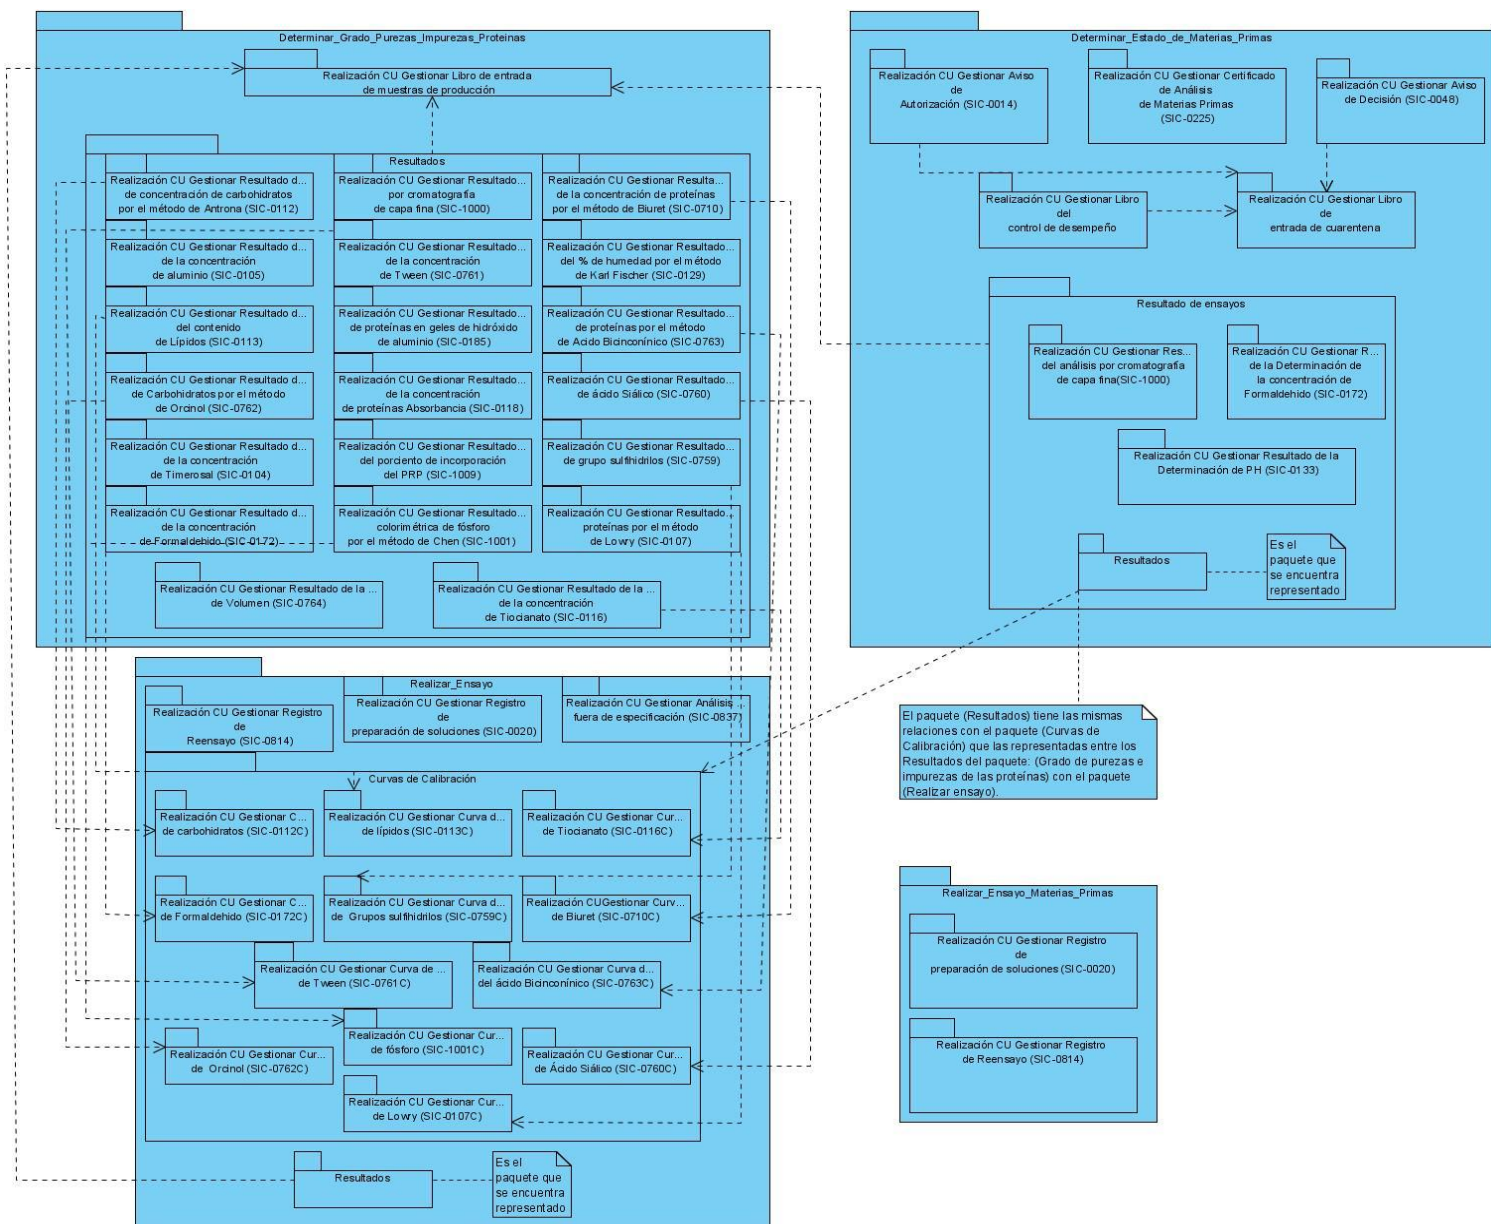 Determinar_Grado_Purezas_Impurezas_Proteinas
Realización CU Gestionar Libro de entrada
de muestras de producción
Resultados
Realización CU Gestionar Resultado d...
de concentración de carbohidratos
por el método de Antrona (SIC-0112)
Realización CU Gestionar Resultado...
por cromatografía
de capa fina (SIC-1000)
Realización CU Gestionar Resulta...
de la concentración de proteínas
por el método de Biuret (SIC-0710)
Realización CU Gestionar Resultado d...
de la concentración
de aluminio (SIC-0105)
Realización CU Gestionar Resultado...
de la concentración
de Tween (SIC-0761)
Realización CU Gestionar Resultado...
del % de humedad por el método
de Karl Fischer (SIC-0129)
Realización CU Gestionar Resultado d...
del contenido
de Lípidos (SIC-0113)
Realización CU Gestionar Resultado...
de proteínas en geles de hidróxido
de aluminio (SIC-0185)
Realización CU Gestionar Resultado...
de proteínas por el método
de Acido Bicinconínico (SIC-0763)
Realización CU Gestionar Resultado d...
de Carbohidratos por el método
de Orcinol (SIC-0762)
Realización CU Gestionar Resultado...
de la concentración
de proteínas Absorbancia (SIC-0118)
Realización CU Gestionar Resultado...
de ácido Siálico (SIC-0760)
Realización CU Gestionar Resultado d...
de la concentración
de Timerosal (SIC-0104)
Realización CU Gestionar Resultado...
del porciento de incorporación
del PRP (SIC-1009)
Realización CU Gestionar Resultado...
de grupo sulfihidrilos (SIC-0759)
Realización CU Gestionar Resultado d...
de la concentración
de Formaldehido (SIC-0172)
Realización CU Gestionar Resultado...
colorimétrica de fósforo
por el método de Chen (SIC-1001)
Realización CU Gestionar Resultado...
proteínas por el método
de Lowry (SIC-0107)
Realización CU Gestionar Resultado de la ...
de Volumen (SIC-0764)
Realización CU Gestionar Resultado de la ...
de la concentración
de Tiocianato (SIC-0116)
Determinar_Estado_de_Materias_Primas
Realización CU Gestionar Aviso
de
Autorización (SIC-0014)
Realización CU Gestionar Certificado
de Análisis
de Materias Primas
(SIC-0225)
Realización CU Gestionar Aviso
de Decisión (SIC-0048)
Realización CU Gestionar Libro
del
control de desempeño
Realización CU Gestionar Libro
de
entrada de cuarentena
Resultado de ensayos
Realización CU Gestionar Res...
del análisis por cromatografía
de capa fina(SIC-1000)
Realización CU Gestionar R...
de la Determinación de
la concentración de
Formaldehido (SIC-0172)
Realización CU Gestionar Resultado de la
Determinación de PH (SIC-0133)
Resultados
Es el
paquete que
se encuentra
representado
El paquete (Resultados) tiene las mismas
relaciones con el paquete (Curvas de
Calibración) que las representadas entre los
Resultados del paquete: (Grado de purezas e
impurezas de las proteínas) con el paquete
(Realizar ensayo).
Realizar_Ensayo
Realización CU Gestionar Registro
de
Reensayo (SIC-0814)
Realización CU Gestionar Registro
de
preparación de soluciones (SIC-0020)
Realización CU Gestionar Análisis ...
fuera de especificación (SIC-0837)
Curvas de Calibración
Realización CU Gestionar C...
de carbohidratos (SIC-0112C)
Realización CU Gestionar Curva d...
de lípidos (SIC-0113C)
Realización CU Gestionar Cur...
de Tiocianato (SIC-0116C)
Realización CU Gestionar C...
de Formaldehido (SIC-0172C)
Realización CU Gestionar Curva d...
de Grupos sulfihidrilos (SIC-0759C)
Realización CUGestionar Curv...
de Biuret (SIC-0710C)
Realización CU Gestionar Curva de ...
de Tween (SIC-0761C)
Realización CU Gestionar Curva d...
del ácido Bicinconínico (SIC-0763C)
Realización CU Gestionar Cur...
de Orcinol (SIC-0762C)
Realización CU Gestionar Cur...
de fósforo (SIC-1001C)
Realización CU Gestionar Cur...
de Ácido Siálico (SIC-0760C)
Realización CU Gestionar Cur...
de Lowry (SIC-0107C)
Resultados
Es el
paquete que
se encuentra
representado
Realizar_Ensayo_Materias_Primas
Realización CU Gestionar Registro
de
preparación de soluciones (SIC-0020)
Realización CU Gestionar Registro
de Reensayo (SIC-0814)